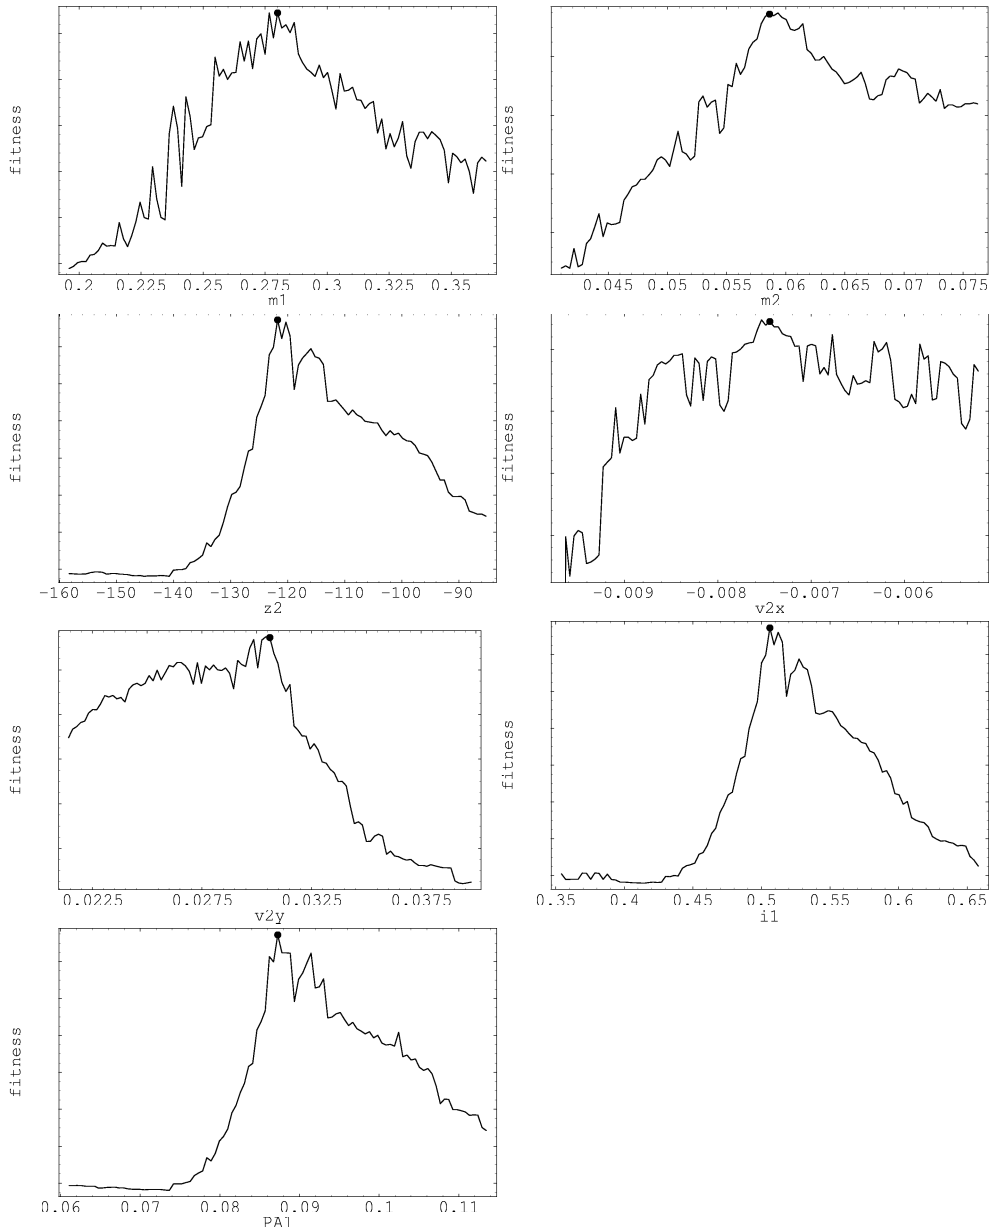 fitness
0.2 0.225 0.25 0.275 0.3 0.325 0.35
m1
fitness
0.045 0.05 0.055 0.06 0.065 0.07 0.075
m2
fitness
-160 -150 -140 -130 -120 -110 -100 -90
z2
fitness
-0.009 -0.008 -0.007 -0.006
v2x
fitness
0.0225 0.0275 0.0325 0.0375
v2y
fitness
0.35 0.4 0.45 0.5 0.55 0.6 0.65
i1
fitness
0.06 0.07 0.08 0.09 0.1 0.11
PA1